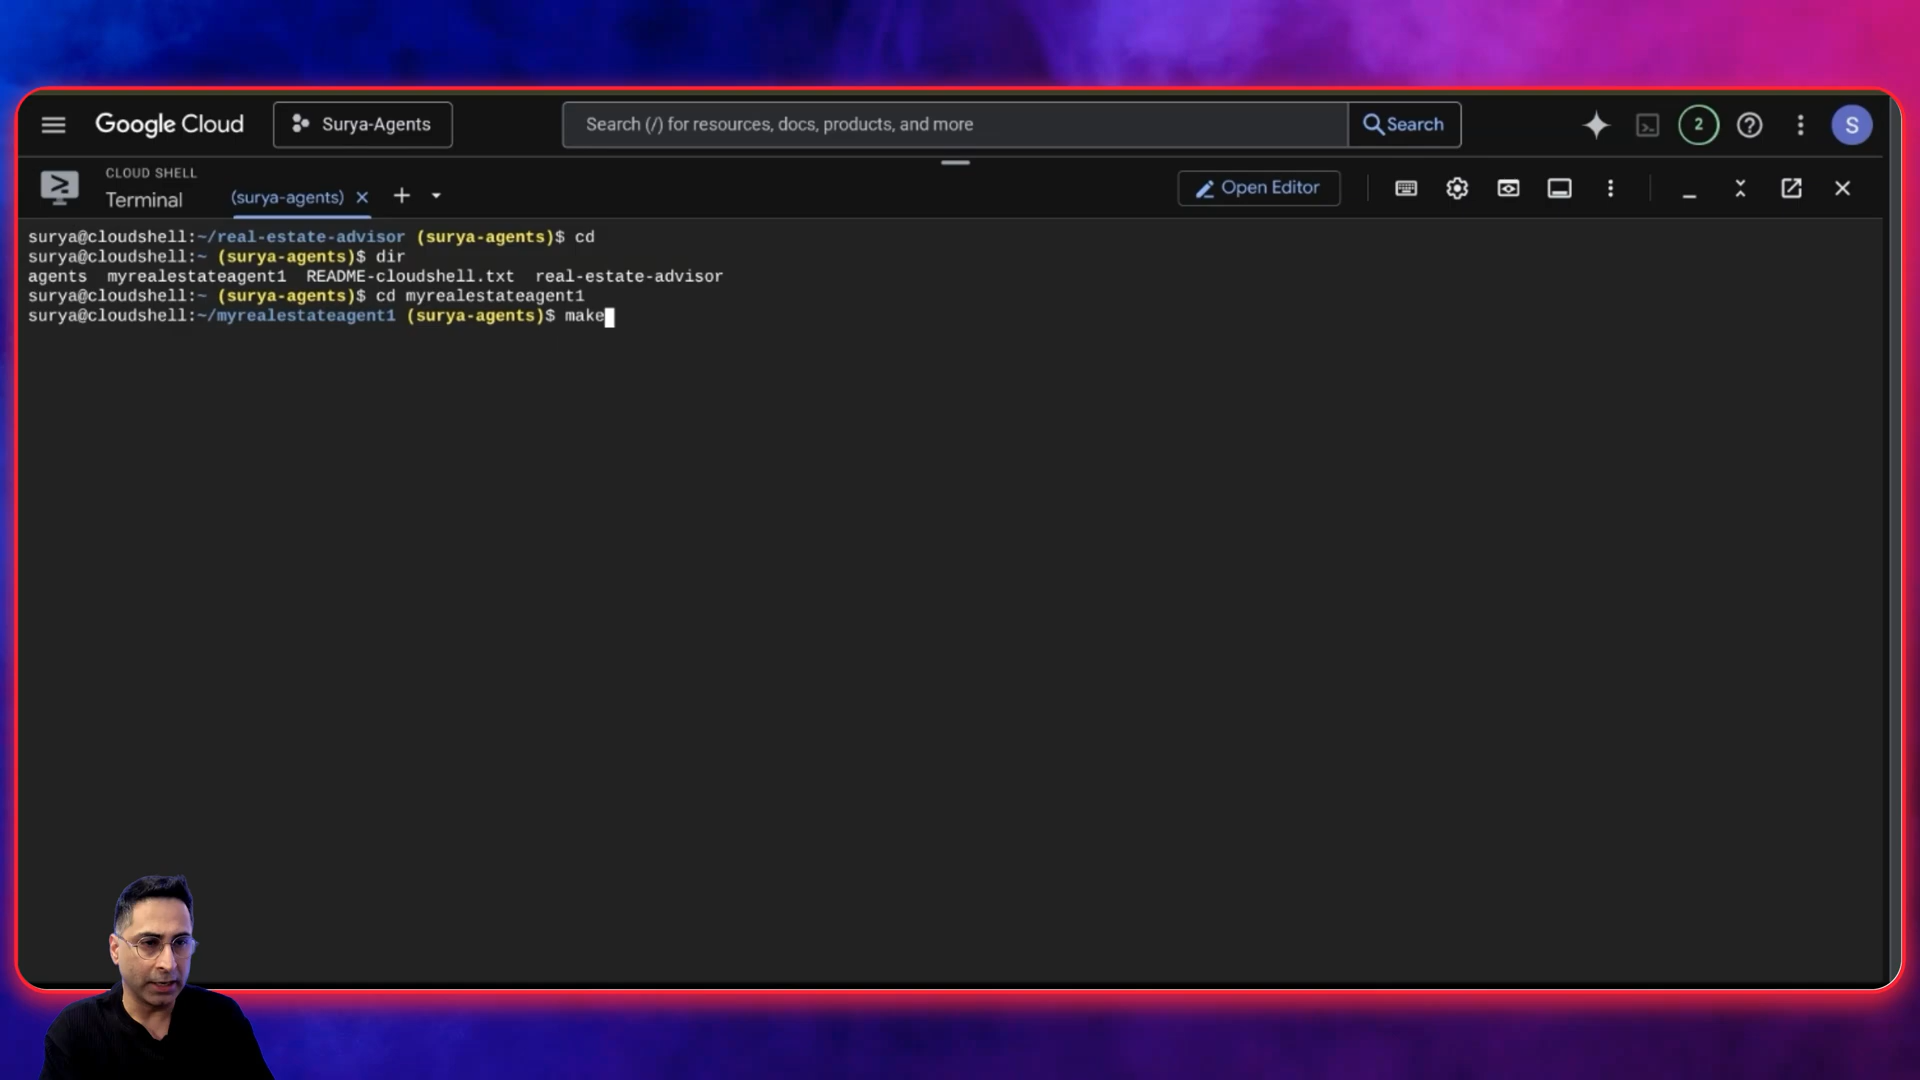 Google Cloud
Surya-Agents
Search (/) for resources, docs, products, and more
Search
2
S
CLOUD SHELL
Terminal
(surya-agents)
Open Editor
surya@cloudshell:~/real-estate-advisor (surya-agents)$ cd
surya@cloudshell:~ (surya-agents)$ dir
agents  myrealestateagent1  README-cloudshell.txt  real-estate-advisor
surya@cloudshell:~ (surya-agents)$ cd myrealestateagent1
surya@cloudshell:~/myrealestateagent1 (surya-agents)$ make